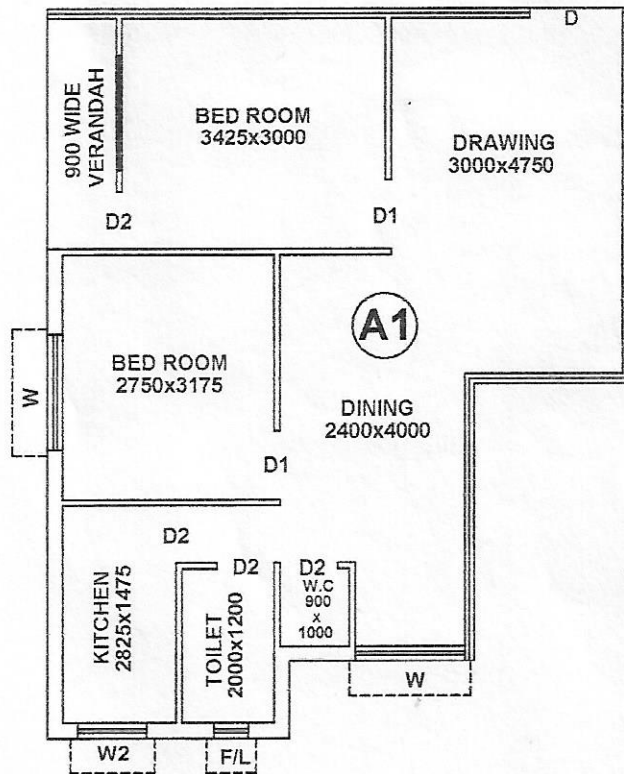 D
900 WIDE
VERANDAH
BED ROOM
3425x3000
DRAWING
3000x4750
D2
D1
A1
BED ROOM
2750x3175
W
DINING
2400x4000
D1
D2
D2
D2
W.C
900
x
1000
KITCHEN
2825x1475
TOILET
2000x1200
W
W2
F/L